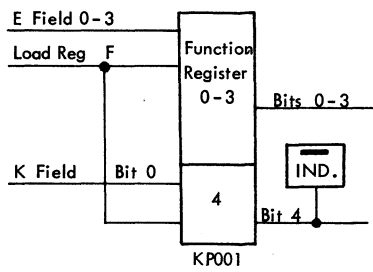 E Field 0-3
Load Reg F
Function
Register
0-3
Bits 0-3
IND.
K Field Bit 0
4
Bit 4
KP001